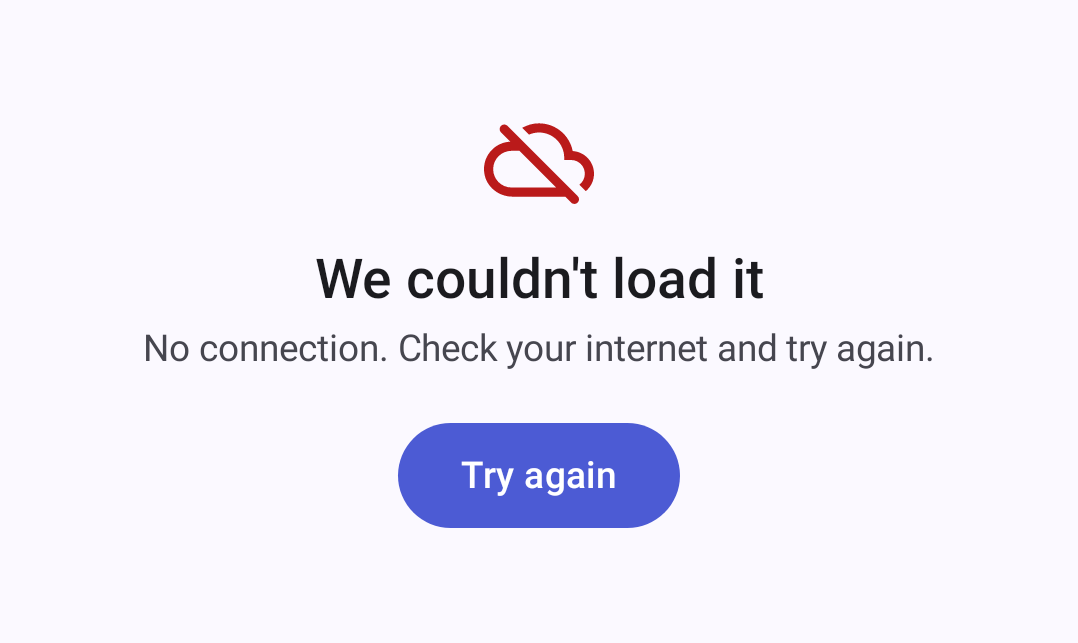 We couldn't load it
No connection. Check your internet and try again.
Try again